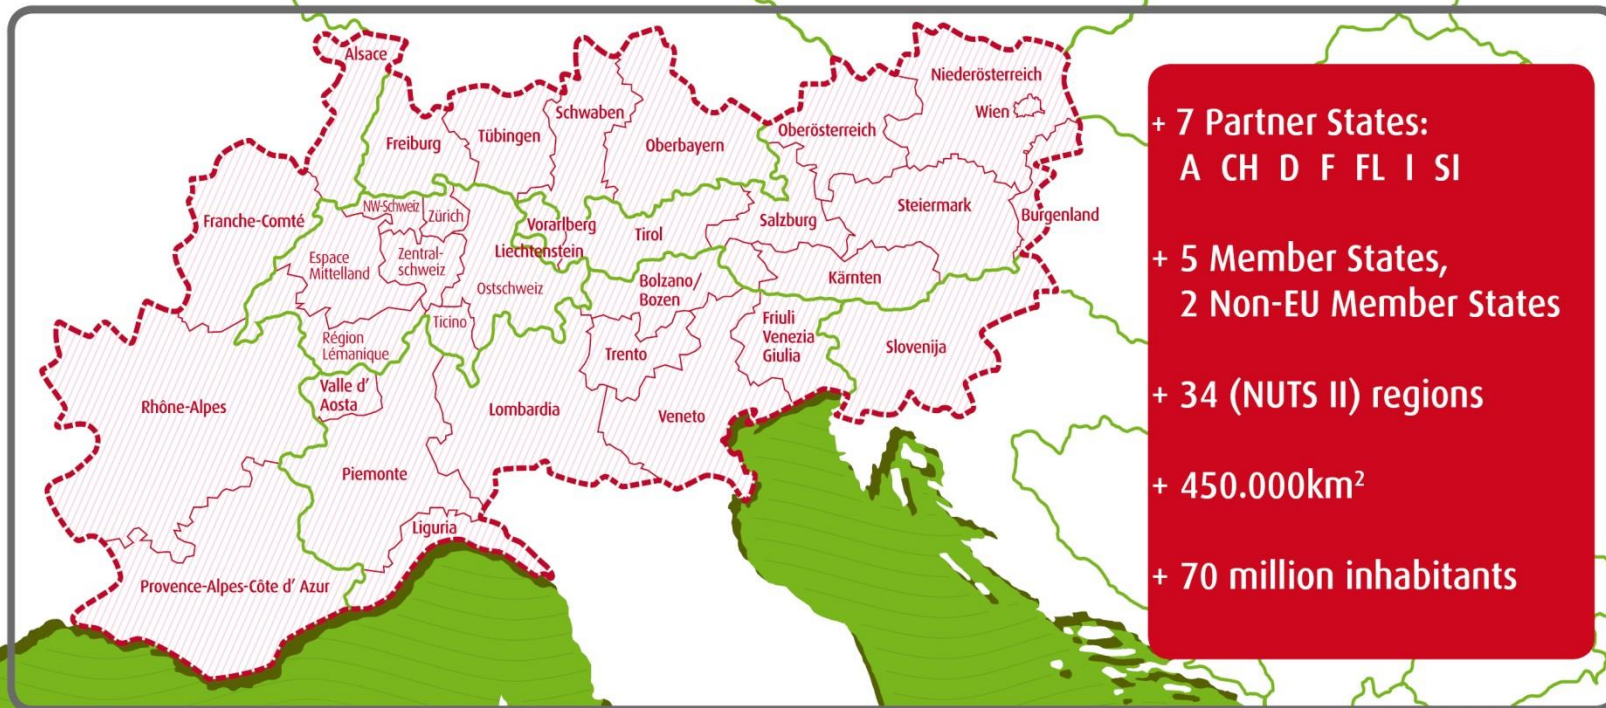 Alsace
Niederösterreich
Wien
Schwaben
Oberösterreich
Tübingen
Freiburg
Oberbayern
Franche-Comté
NW-Schweiz
Zürich
Vorarlberg
Tirol
Salzburg
Steiermark
Burgenland
Espace
Mittelland
Zentral-
schweiz
Liechtenstein
Ostschweiz
Bolzano/
Bozen
Kärnten
Ticino
Région
Lémanique
Friuli
Venezia
Giulia
Trento
Slovenija
Valle d'
Aosta
Rhône-Alpes
Lombardia
Veneto
Piemonte
Liguria
Provence-Alpes-Côte d' Azur
+ 7 Partner States:
A CH D F FL I SI
+ 5 Member States,
2 Non-EU Member States
+ 34 (NUTS II) regions
+ 450.000km²
+ 70 million inhabitants